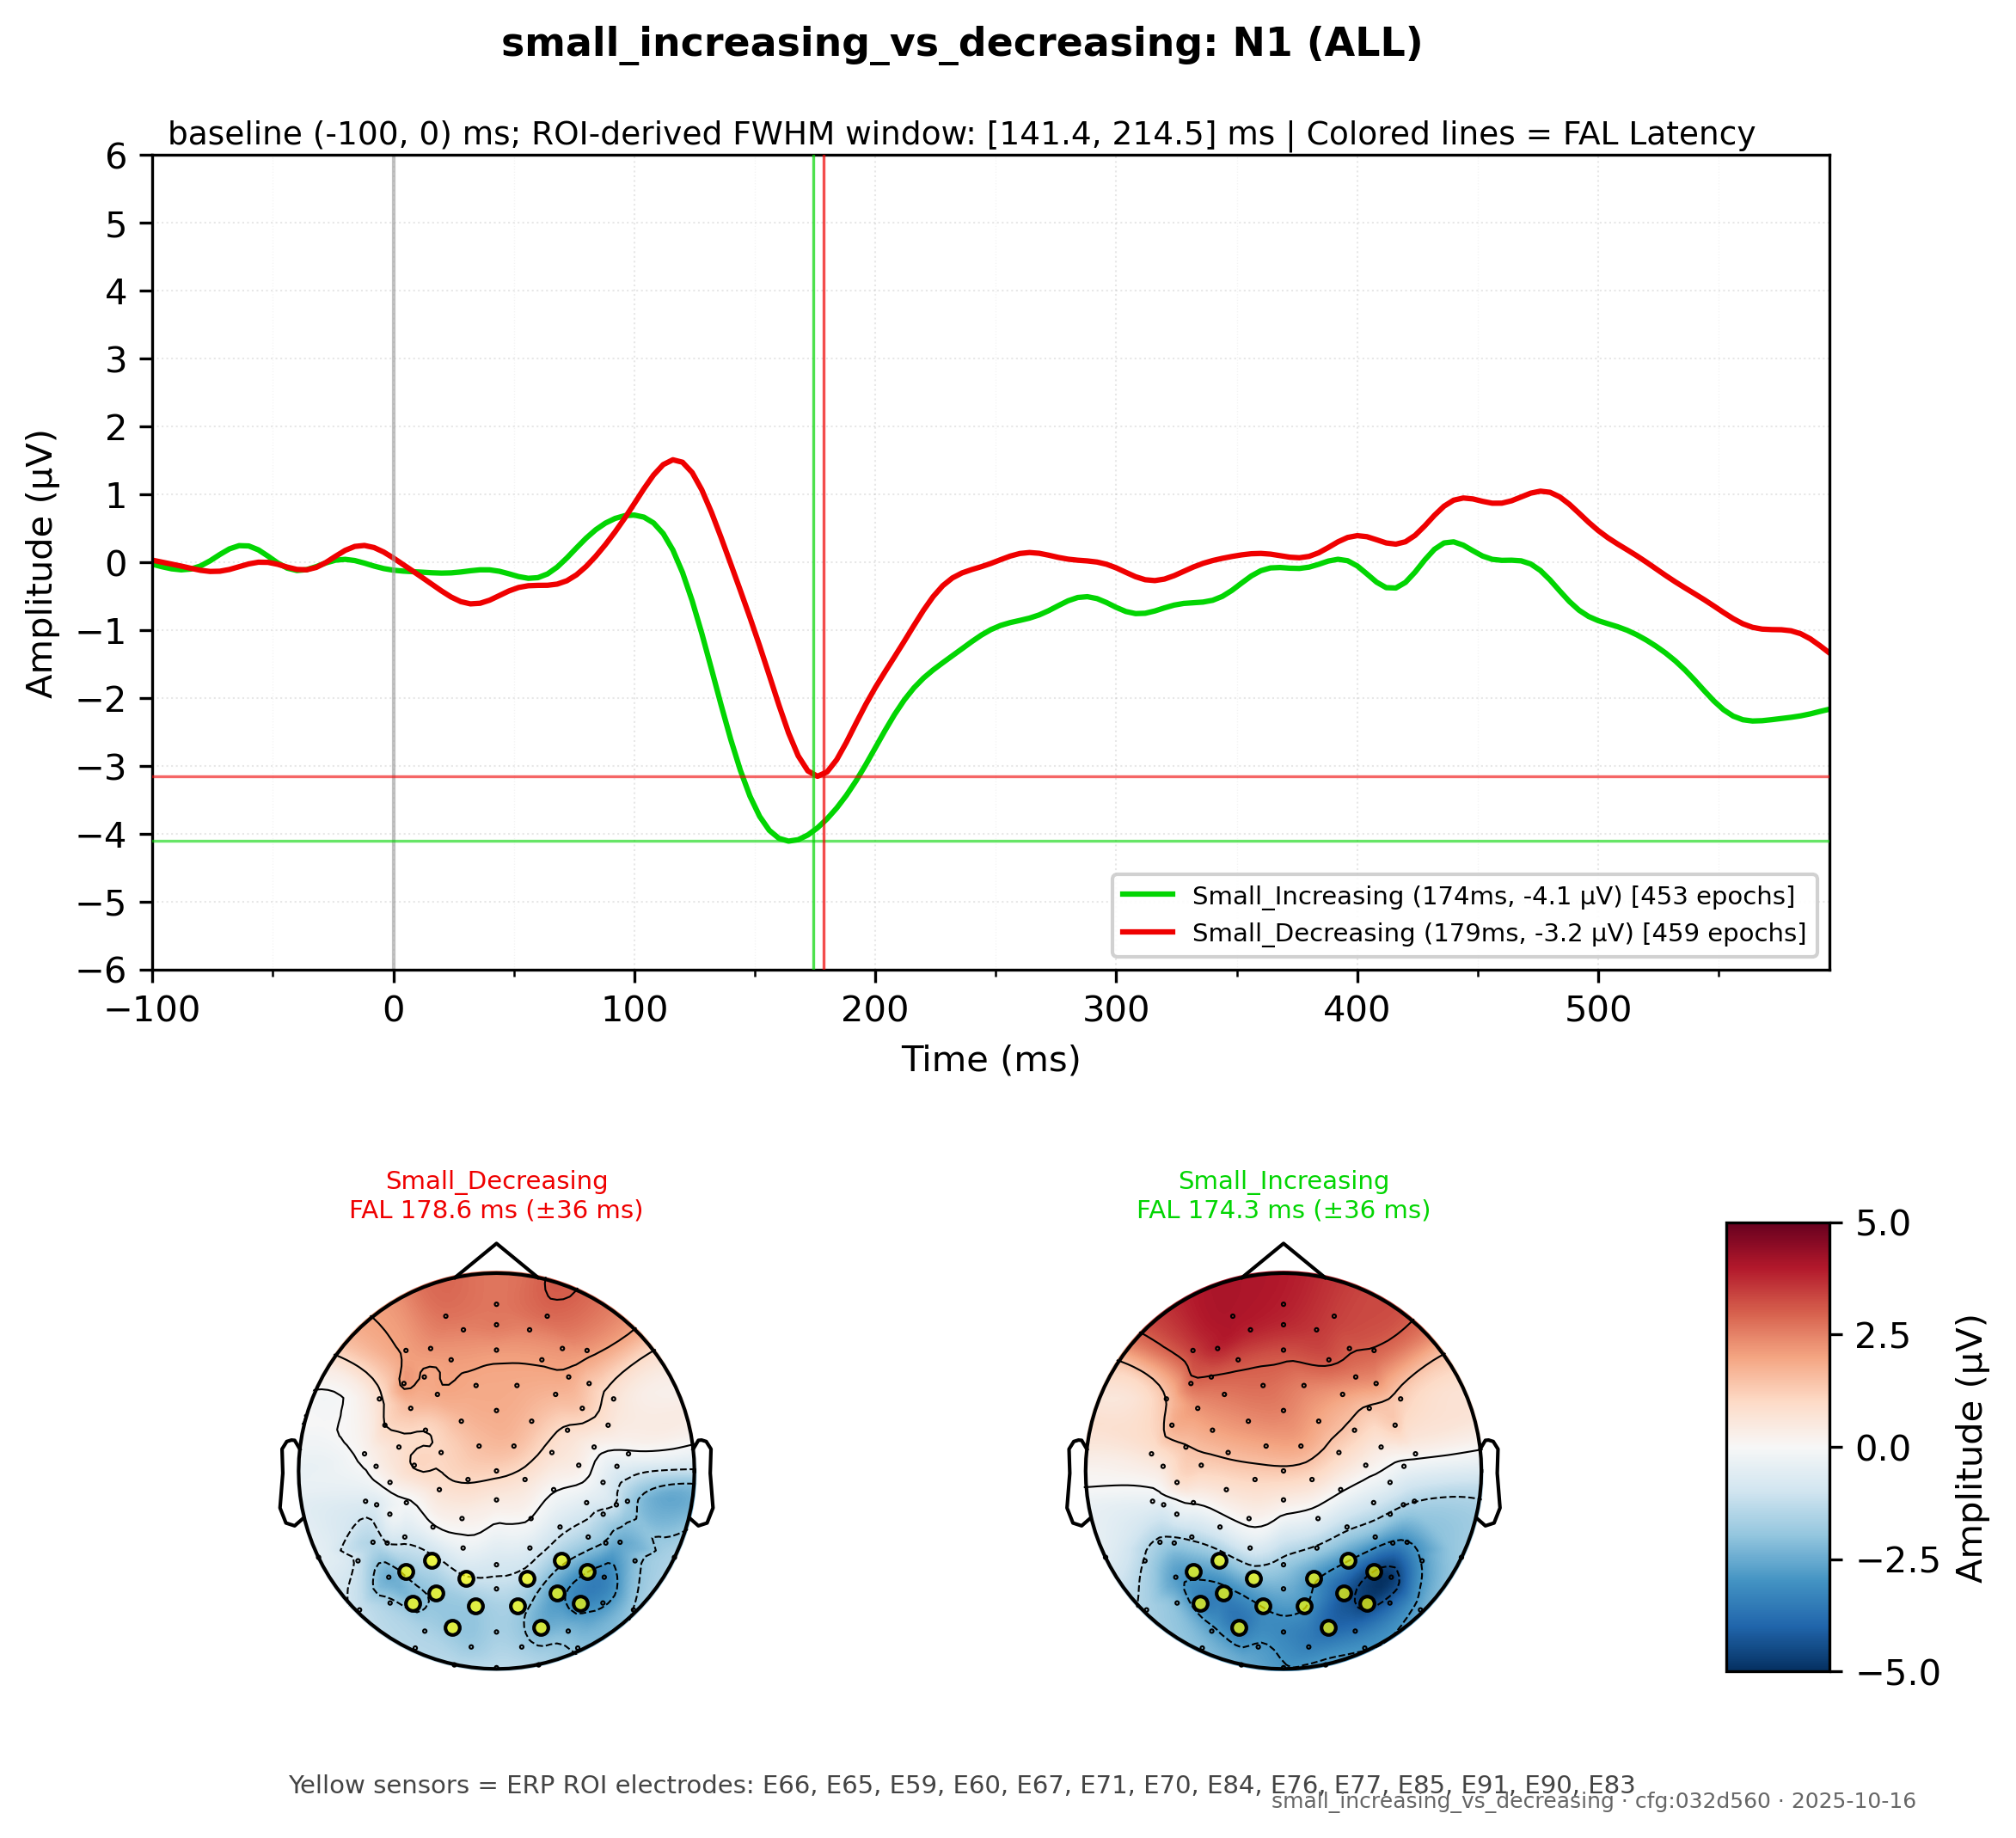 small_increasing_vs_decreasing: N1 (ALL)
baseline (-100, 0) ms; ROI-derived FWHM window: [141.4, 214.5] ms | Colored lines = FAL Latency
6
5
4
3
2
1
0
−1
−2
−3
−4
−5
−6
Amplitude (µV)
Small_Increasing (174ms, -4.1 µV) [453 epochs]
Small_Decreasing (179ms, -3.2 µV) [459 epochs]
−100 0 100 200 300 400 500
Time (ms)
Small_Decreasing
FAL 178.6 ms (±36 ms)
Small_Increasing
FAL 174.3 ms (±36 ms)
5.0
2.5
0.0
−2.5
−5.0
Amplitude (µV)
Yellow sensors = ERP ROI electrodes: E66, E65, E59, E60, E67, E71, E70, E84, E76, E77, E85, E91, E90, E83
small_increasing_vs_decreasing · cfg:032d560 · 2025-10-16